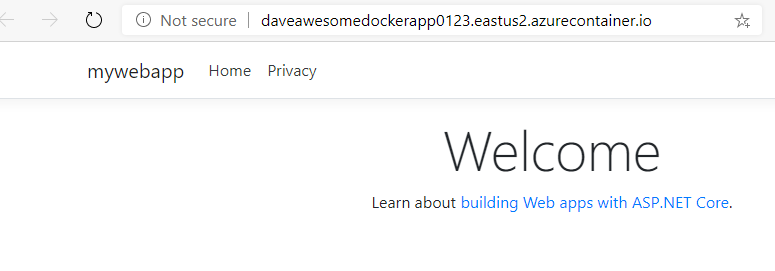 Not secure daveawesomedockerapp0123.eastus2.azurecontainer.io
mywebapp Home Privacy
Welcome
Learn about building Web apps with ASP.NET Core.